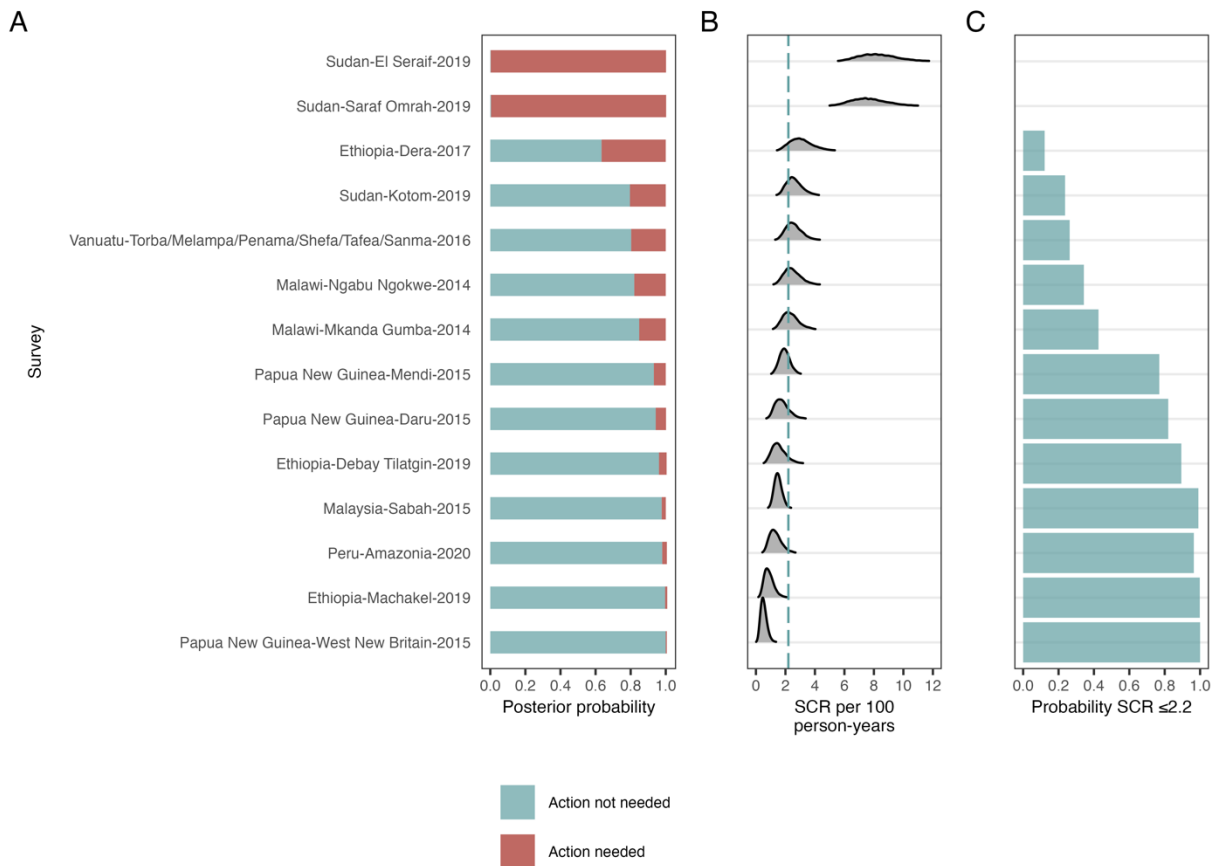 A
B
C
Survey
Sudan-El Seraif-2019
Sudan-Saraf Omrah-2019
Ethiopia-Dera-2017
Sudan-Kotom-2019
Vanuatu-Torba/Melampa/Penama/Shefa/Tafea/Sanma-2016
Malawi-Ngabu Ngokwe-2014
Malawi-Mkanda Gumba-2014
Papua New Guinea-Mendi-2015
Papua New Guinea-Daru-2015
Ethiopia-Debay Tilatgin-2019
Malaysia-Sabah-2015
Peru-Amazonia-2020
Ethiopia-Machakel-2019
Papua New Guinea-West New Britain-2015
0.0 0.2 0.4 0.6 0.8 1.0
Posterior probability
0 2 4 6 8 10 12
SCR per 100
person-years
0.0 0.2 0.4 0.6 0.8 1.0
Probability SCR ≤2.2
Action not needed
Action needed